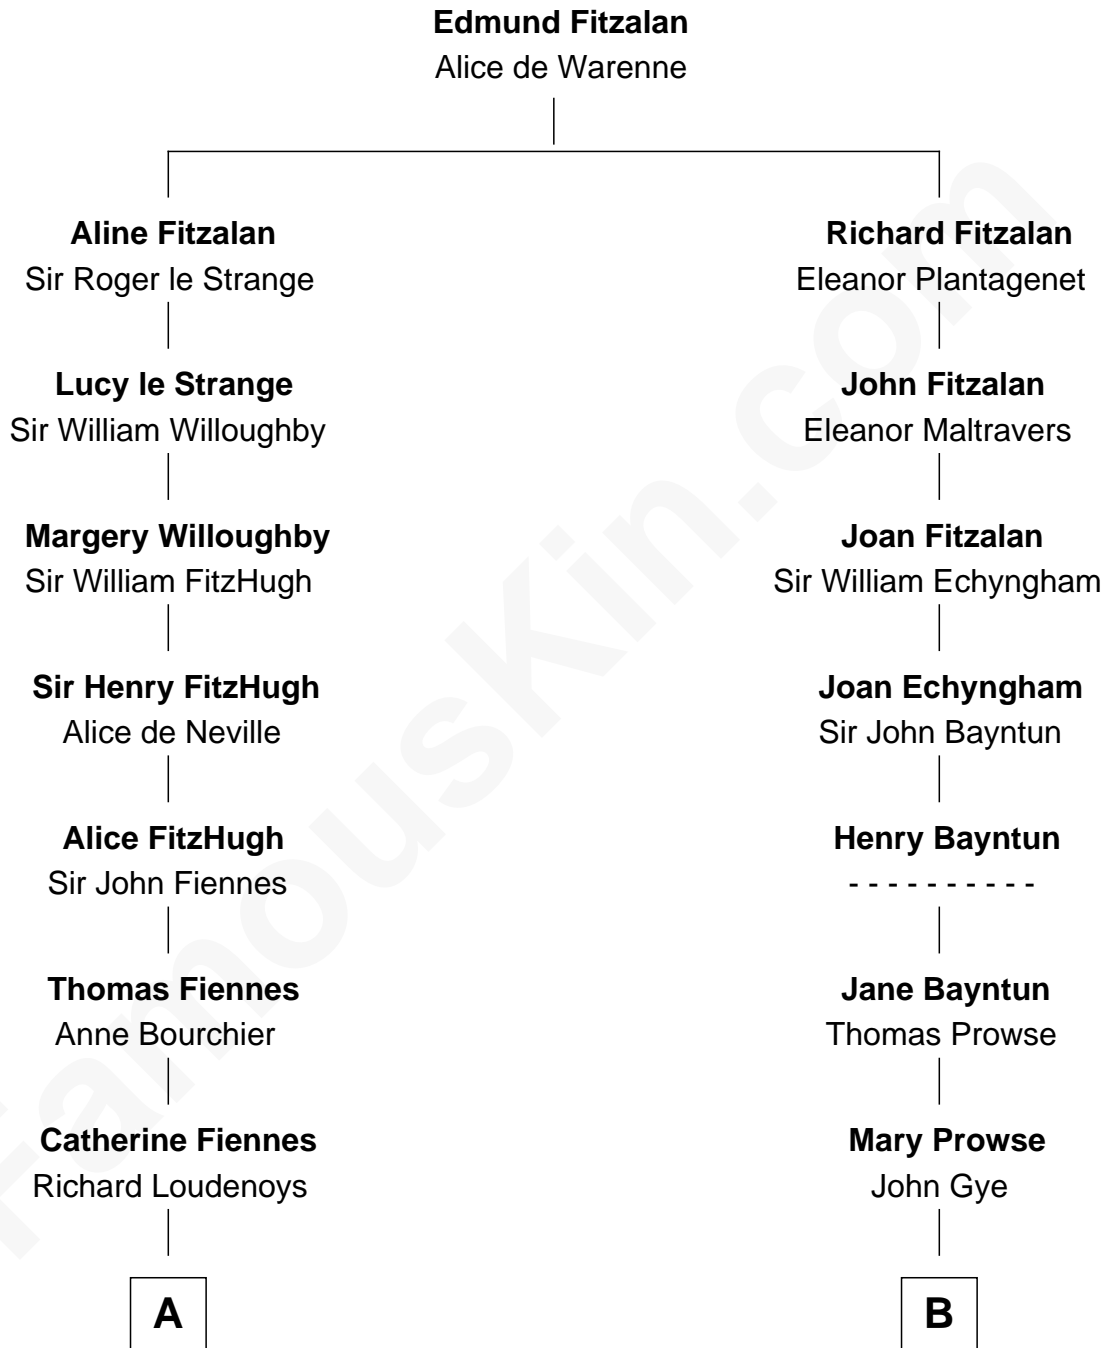 Edmund Fitzalan
Alice de Warenne
Aline Fitzalan
Sir Roger le Strange
Richard Fitzalan
Eleanor Plantagenet
Lucy le Strange
Sir William Willoughby
John Fitzalan
Eleanor Maltravers
Margery Willoughby
Sir William FitzHugh
Joan Fitzalan
Sir William Echyngham
Sir Henry FitzHugh
Alice de Neville
Joan Echyngham
Sir John Bayntun
Alice FitzHugh
Sir John Fiennes
Henry Bayntun
- - - - - - - - - -
Thomas Fiennes
Anne Bourchier
Jane Bayntun
Thomas Prowse
Catherine Fiennes
Richard Loudenoys
Mary Prowse
John Gye
A
B
FamousKin.com